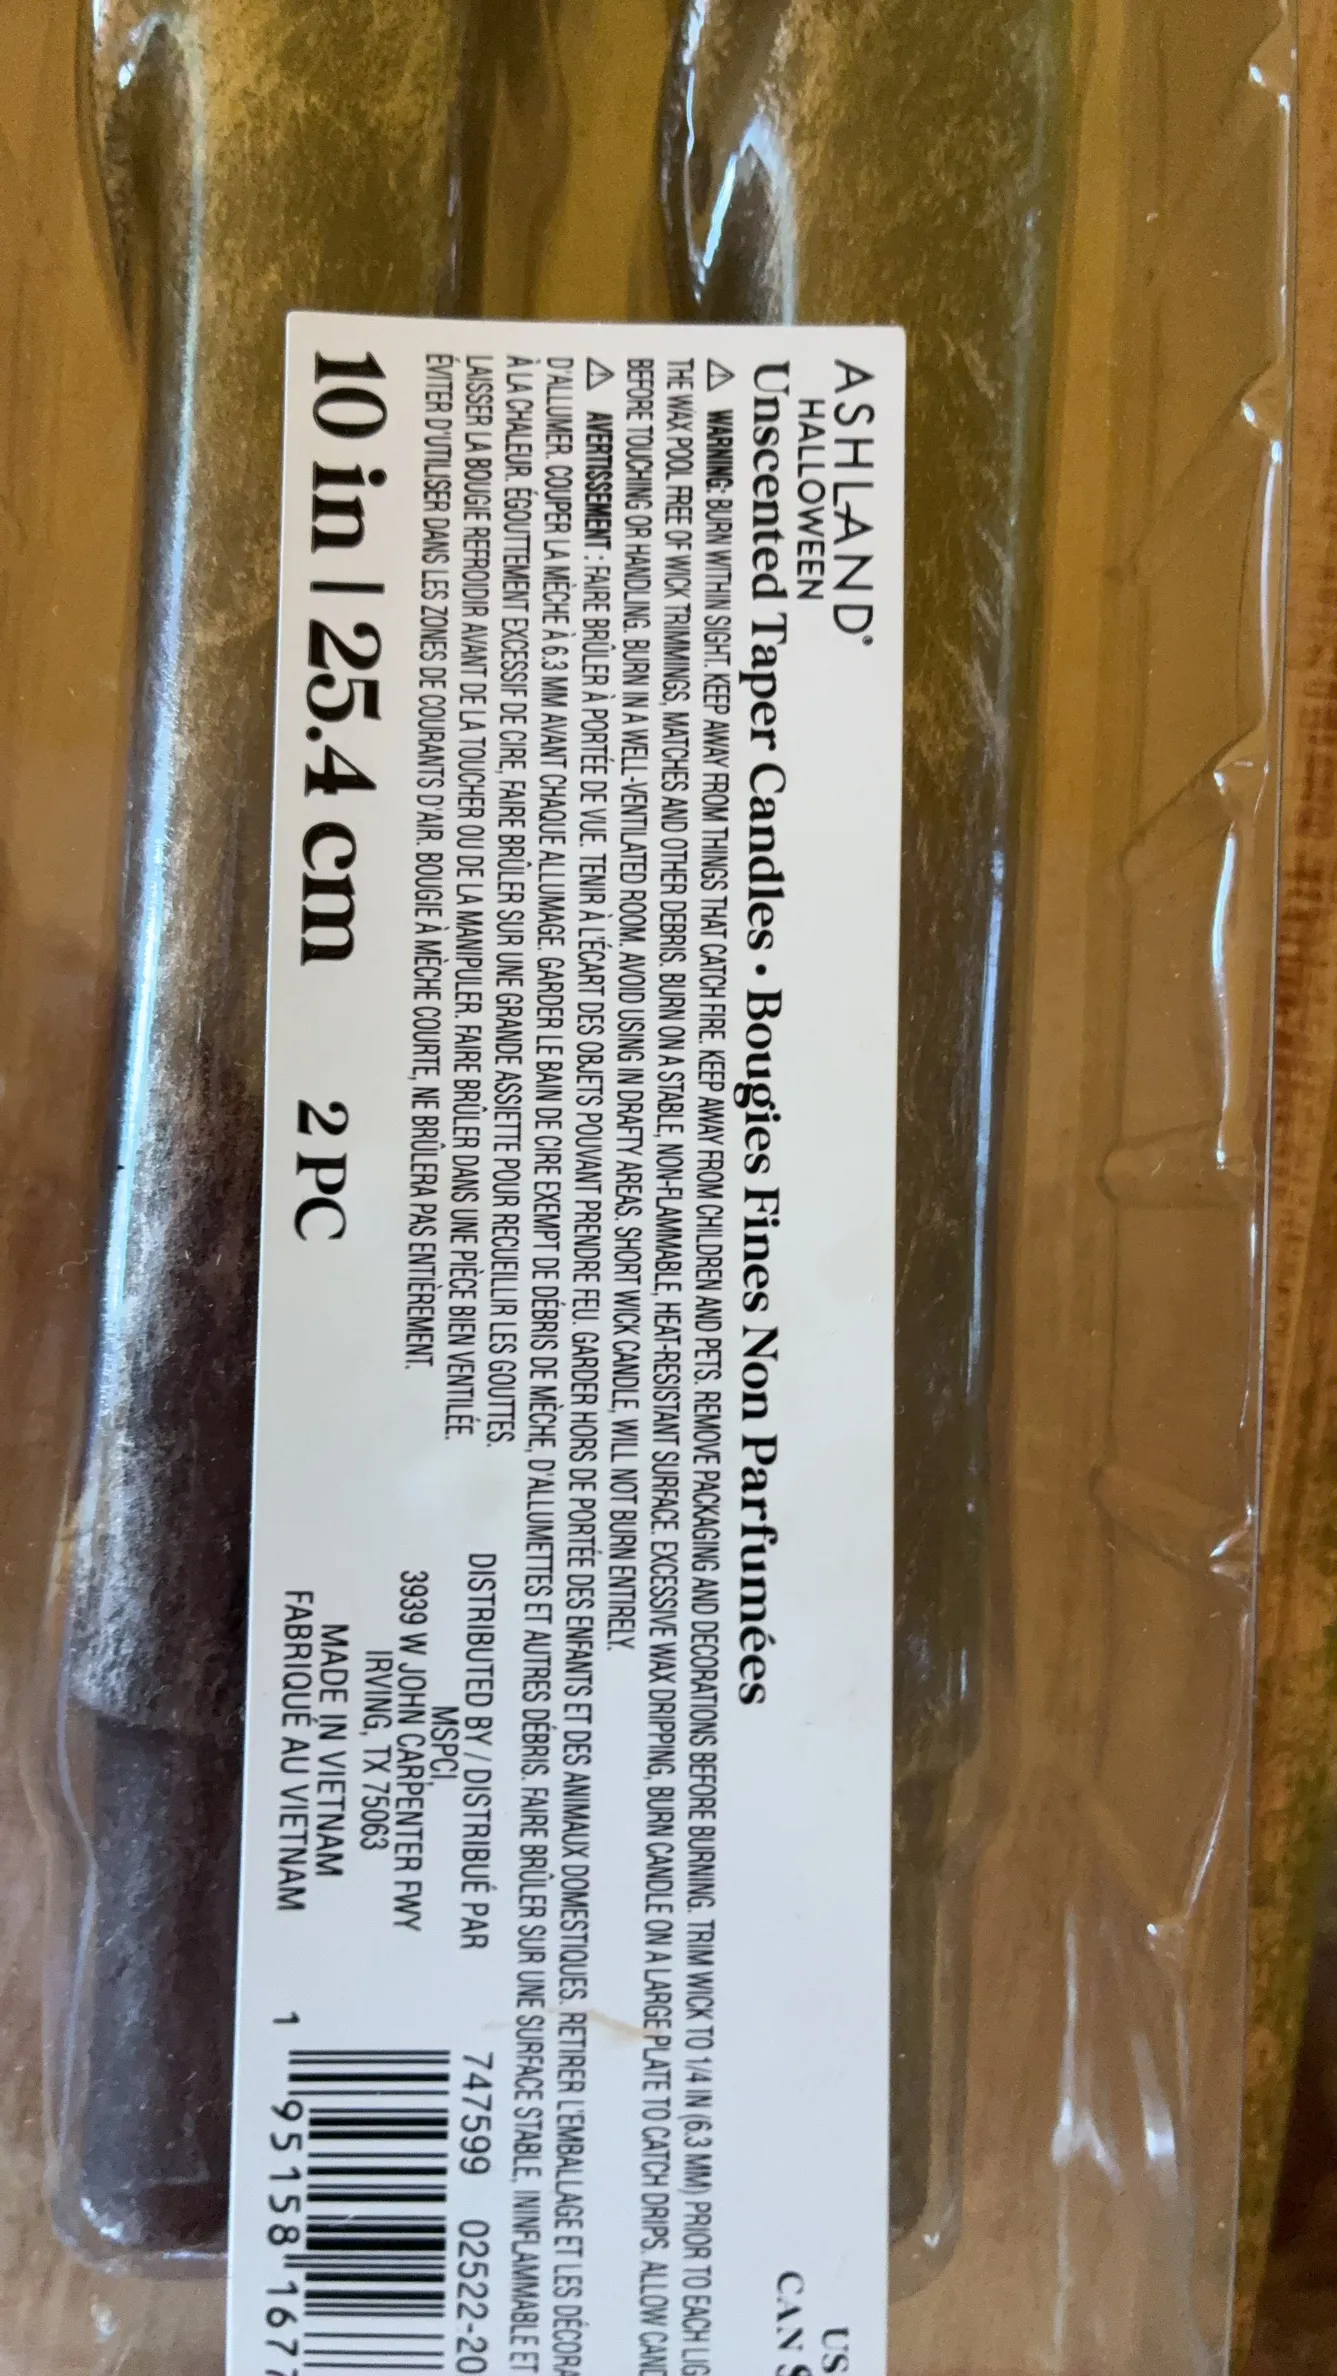 ASHLAND®
HALLOWEEN
Unscented Taper Candles • Bougies Fines Non Parfumées
US
CAN
⚠ WARNING: BURN WITHIN SIGHT. KEEP AWAY FROM THINGS THAT CATCH FIRE. KEEP AWAY FROM CHILDREN AND PETS. REMOVE PACKAGING AND DECORATIONS BEFORE BURNING. TRIM WICK TO 1/4 IN (6.3 MM) PRIOR TO EACH LIG
THE WAX POOL FREE OF WICK TRIMMINGS, MATCHES AND OTHER DEBRIS. BURN ON A STABLE, NON-FLAMMABLE, HEAT-RESISTANT SURFACE. EXCESSIVE WAX DRIPPING, BURN CANDLE ON A LARGE PLATE TO CATCH DRIPS. ALLOW CAND
BEFORE TOUCHING OR HANDLING. BURN IN A WELL-VENTILATED ROOM. AVOID USING IN DRAFTY AREAS. SHORT WICK CANDLE, WILL NOT BURN ENTIRELY.
⚠ AVERTISSEMENT : FAIRE BRÛLER À PORTÉE DE VUE. TENIR À L'ÉCART DES OBJETS POUVANT PRENDRE FEU. GARDER HORS DE PORTÉE DES ENFANTS ET DES ANIMAUX DOMESTIQUES. RETIRER L'EMBALLAGE ET LES DÉCORA
D'ALLUMER. COUPER LA MÈCHE À 6.3 MM AVANT CHAQUE ALLUMAGE. GARDER LE BAIN DE CIRE EXEMPT DE DÉBRIS DE MÈCHE, D'ALLUMETTES ET AUTRES DÉBRIS. FAIRE BRÛLER SUR UNE SURFACE STABLE, ININFLAMMABLE ET
À LA CHALEUR. ÉGOUTTEMENT EXCESSIF DE CIRE, FAIRE BRÛLER SUR UNE GRANDE ASSIETTE POUR RECUEILLIR LES GOUTTES.
LAISSER LA BOUGIE REFROIDIR AVANT DE LA TOUCHER OU DE LA MANIPULER. FAIRE BRÛLER DANS UNE PIÈCE BIEN VENTILÉE.
ÉVITER D'UTILISER DANS LES ZONES DE COURANTS D'AIR. BOUGIE À MÈCHE COURTE, NE BRÛLERA PAS ENTIÈREMENT.
10 in | 25.4 cm 2 PC
DISTRIBUTED BY / DISTRIBUÉ PAR
MSPCI,
3939 W JOHN CARPENTER FWY
IRVING, TX 75063
MADE IN VIETNAM
FABRIQUÉ AU VIETNAM
747599 02522-20
1 95158 167